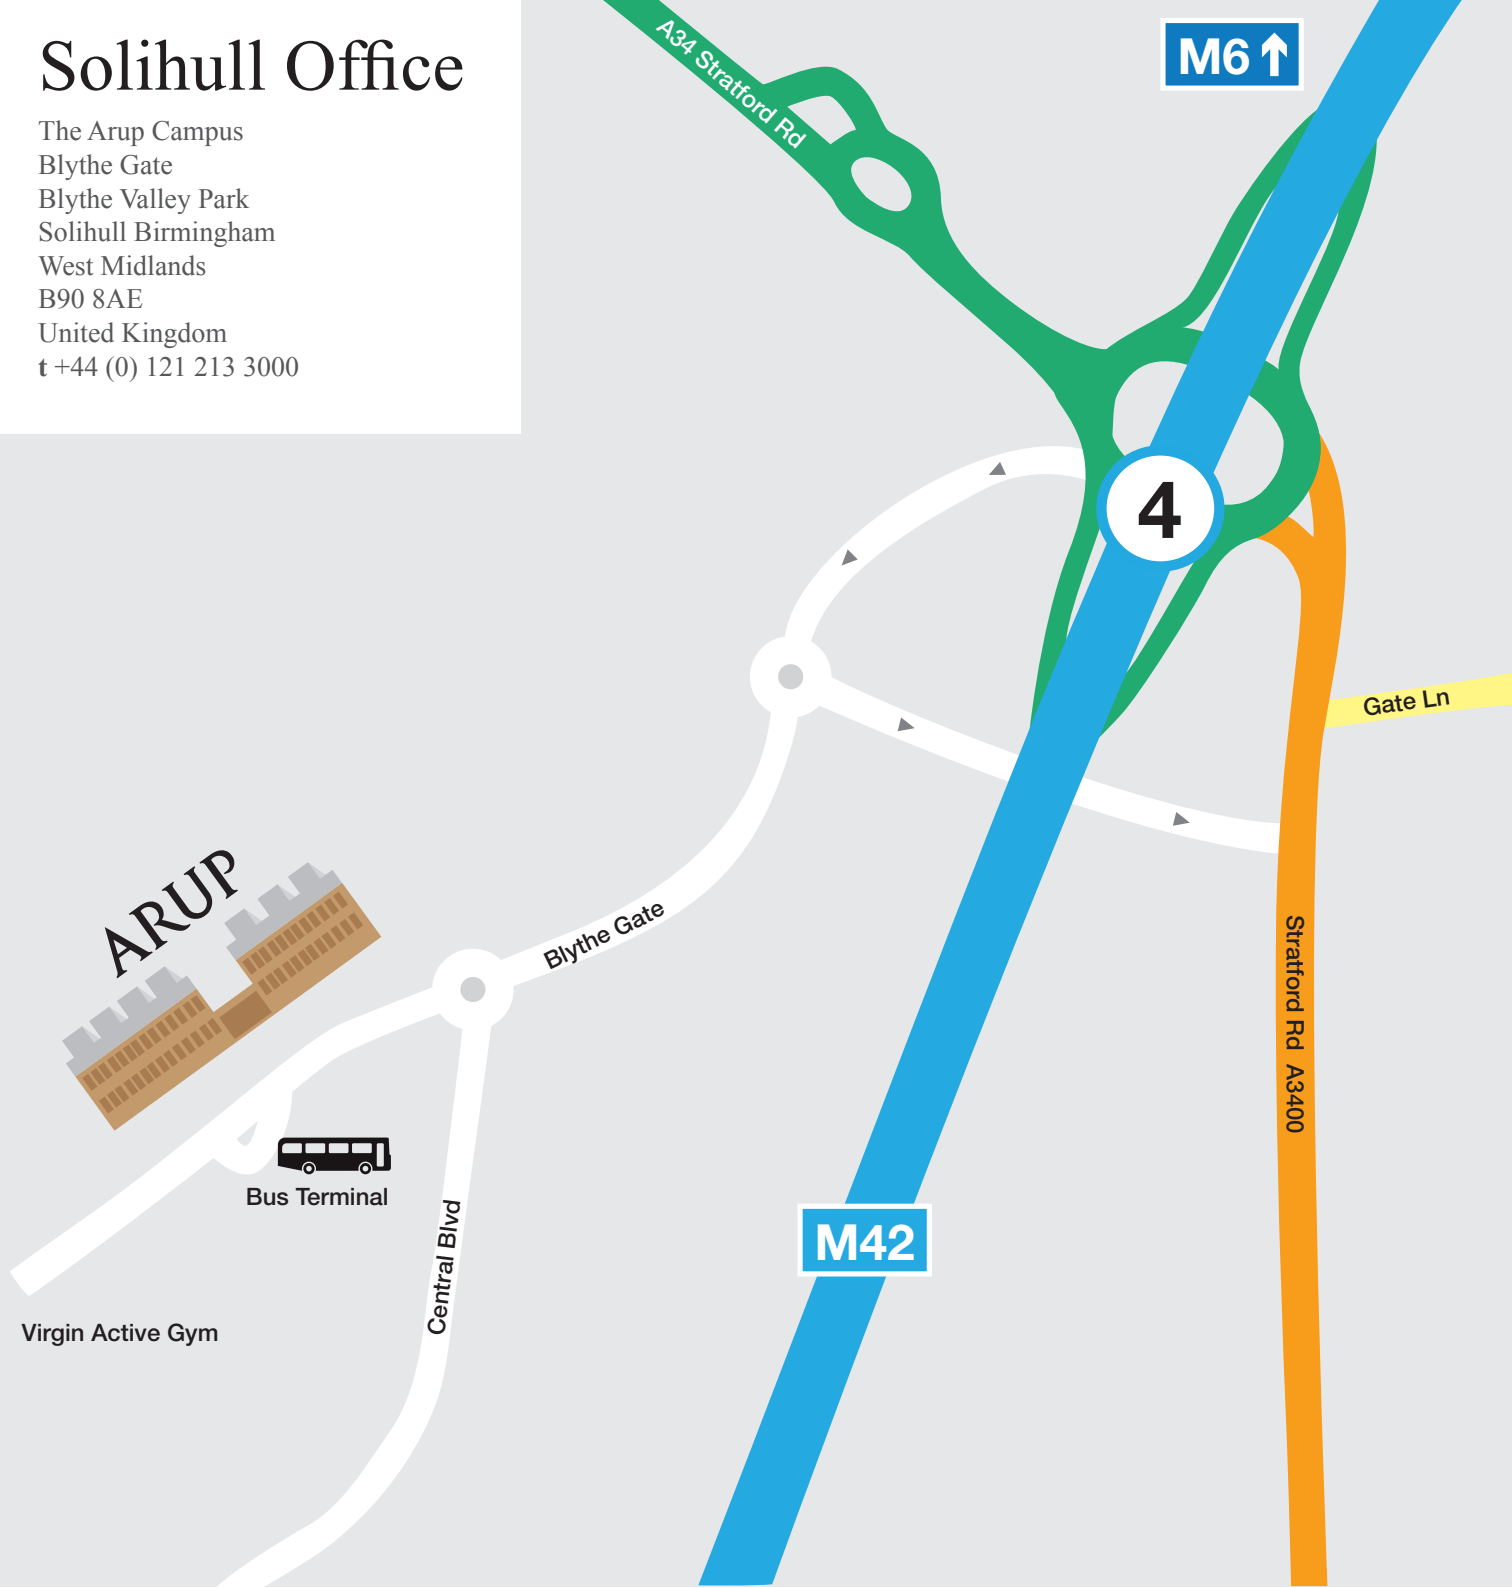 Solihull Office
The Arup Campus
Blythe Gate
Blythe Valley Park
Solihull Birmingham
West Midlands
B90 8AE
United Kingdom
t +44 (0) 121 213 3000
A34 Stratford Rd
M6
4
Gate Ln
ARUP
Blythe Gate
Stratford Rd A3400
Bus Terminal
Central Blvd
M42
Virgin Active Gym